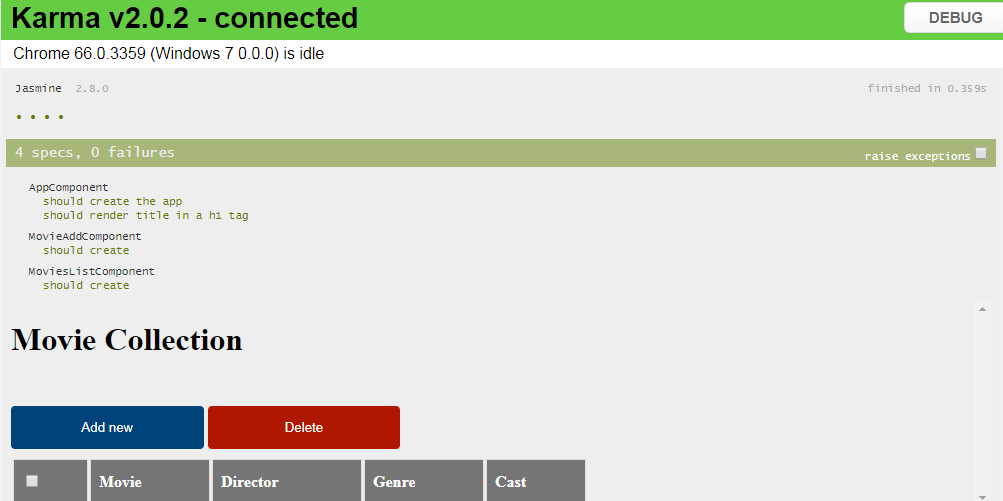 Karma v2.0.2 - connected
DEBUG
Chrome 66.0.3359 (Windows 7 0.0.0) is idle
Jasmine 2.8.0 finished in 0.359s
• • • •
4 specs, 0 failures raise exceptions
AppComponent
should create the app
should render title in a h1 tag
MovieAddComponent
should create
MoviesListComponent
should create
Movie Collection
Add new Delete
Movie Director Genre Cast